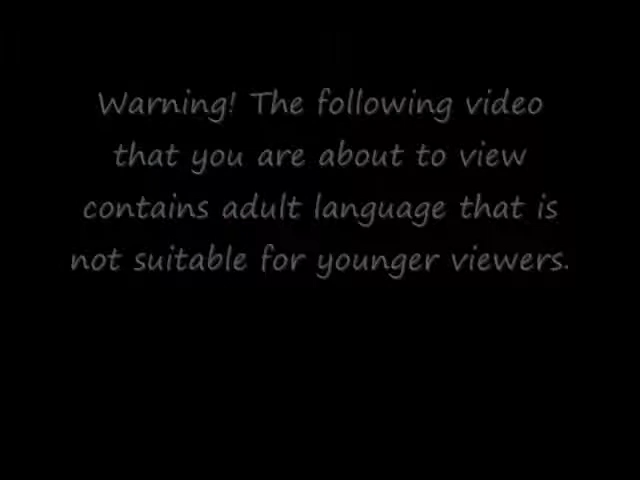 Warning! The following video
that you are about to view
contains adult language that is
not suitable for younger viewers.